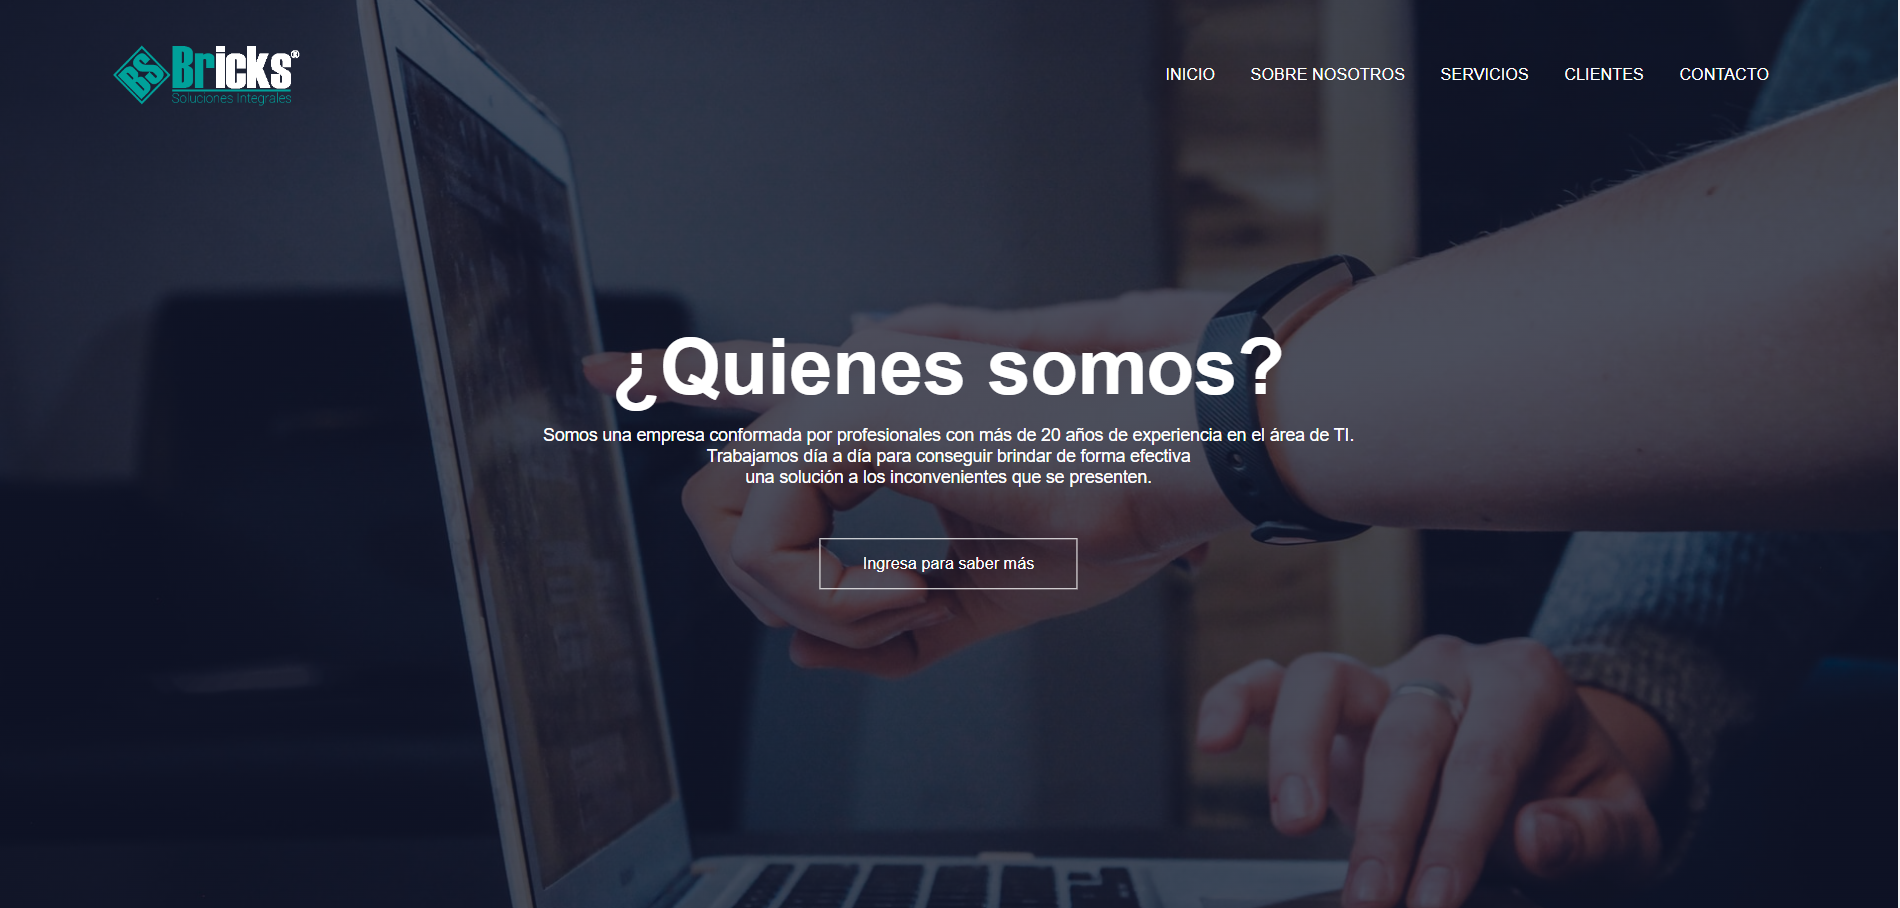 BS Bricks®
Soluciones Integrales
INICIO SOBRE NOSOTROS SERVICIOS CLIENTES CONTACTO
¿Quienes somos?
Somos una empresa conformada por profesionales con más de 20 años de experiencia en el área de TI.
Trabajamos día a día para conseguir brindar de forma efectiva
una solución a los inconvenientes que se presenten.
Ingresa para saber más